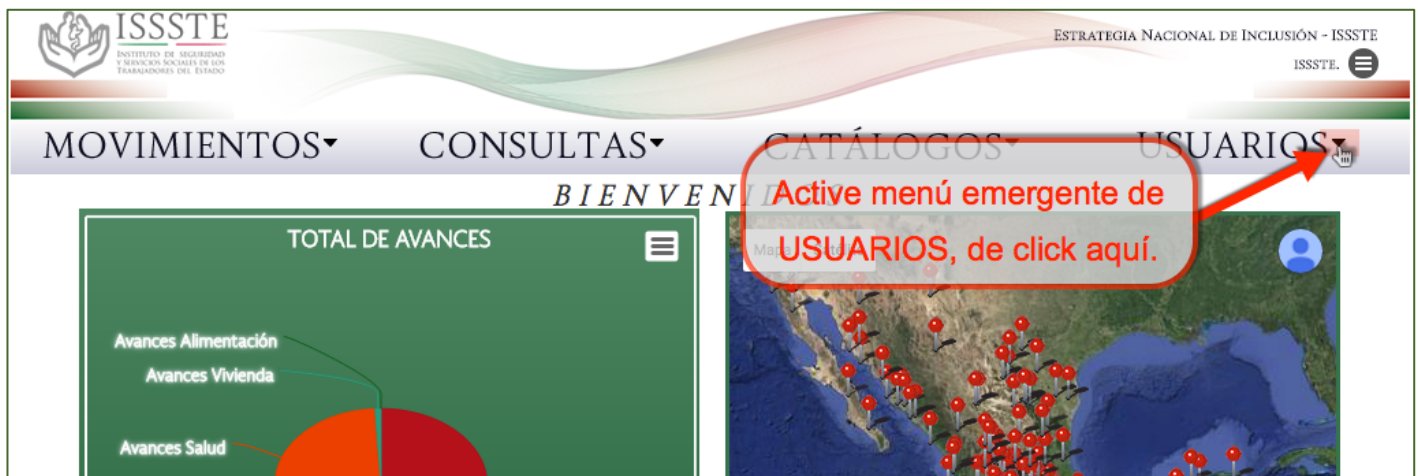 ISSSTE
INSTITUTO DE SEGURIDAD
Y SERVICIOS SOCIALES DE LOS
TRABAJADORES DEL ESTADO
ESTRATEGIA NACIONAL DE INCLUSIÓN - ISSSTE
ISSSTE.
MOVIMIENTOS
CONSULTAS
CATÁLOGOS
USUARIOS
Active menú emergente de
USUARIOS, de click aquí.
TOTAL DE AVANCES
Mapa
Avances Alimentación
Avances Vivienda
Avances Salud